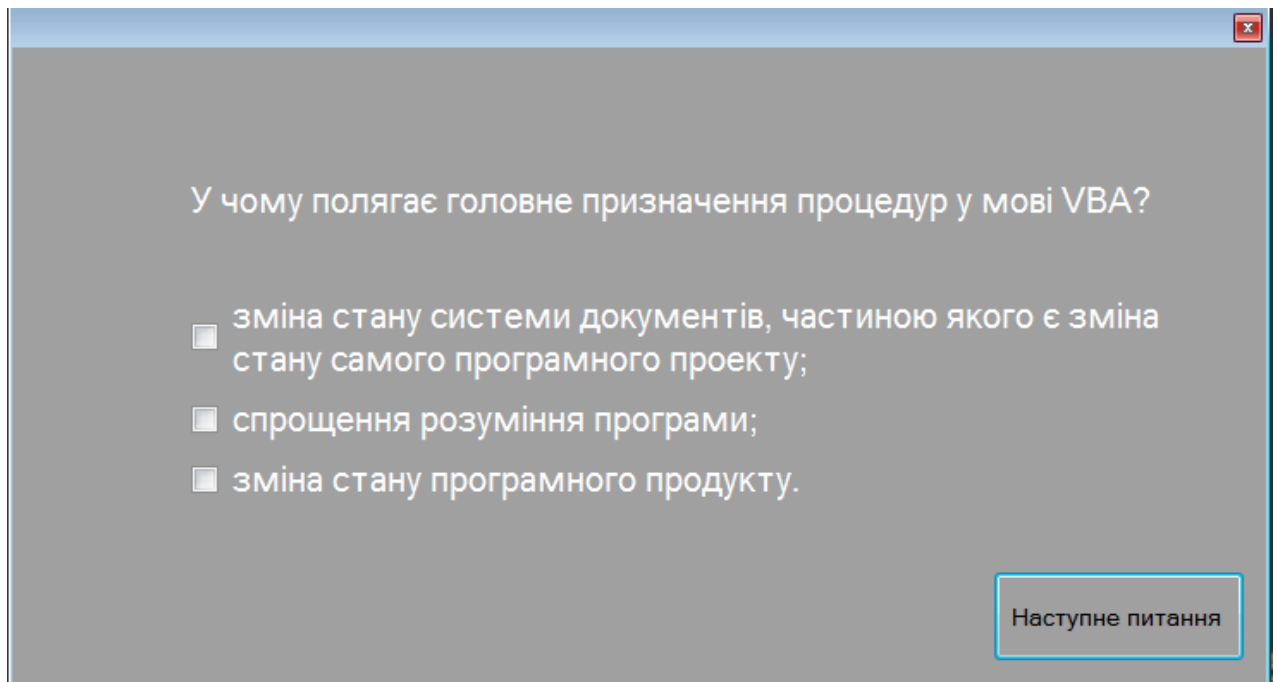 У чому полягає головне призначення процедур у мові VBA?
зміна стану системи документів, частиною якого є зміна
стану самого програмного проекту;
спрощення розуміння програми;
зміна стану програмного продукту.
Наступне питання